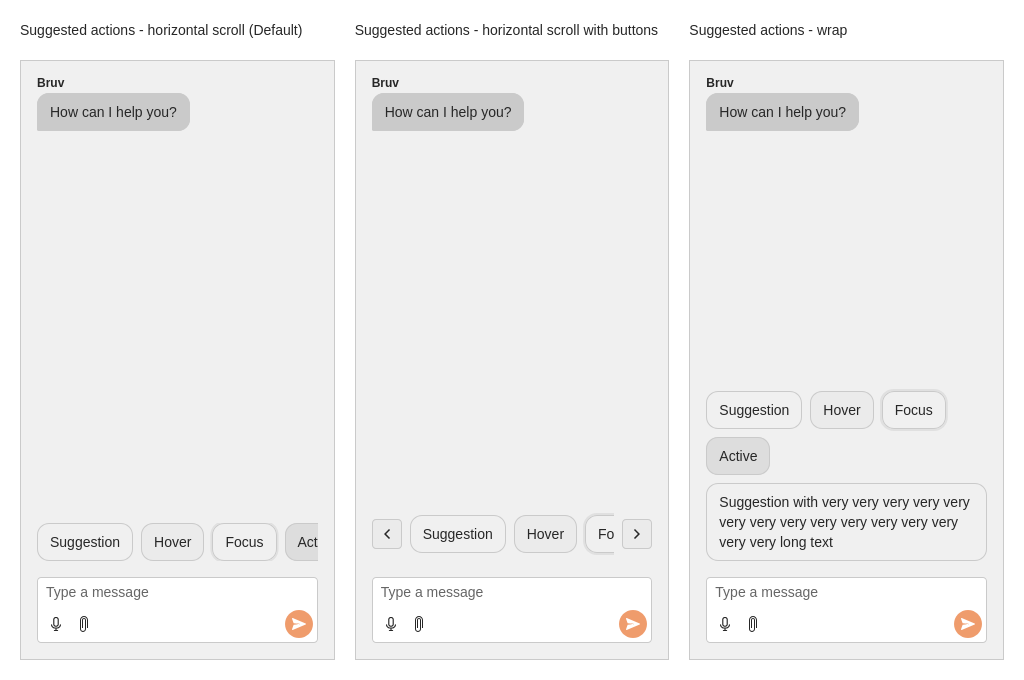 Suggested actions - horizontal scroll (Default)
Bruv
How can I help you?
Suggestion
Hover
Focus
Act
Type a message
Suggested actions - horizontal scroll with buttons
Bruv
How can I help you?
Suggestion
Hover
Fo
Type a message
Suggested actions - wrap
Bruv
How can I help you?
Suggestion
Hover
Focus
Active
Suggestion with very very very very very
very very very very very very very very
very very long text
Type a message